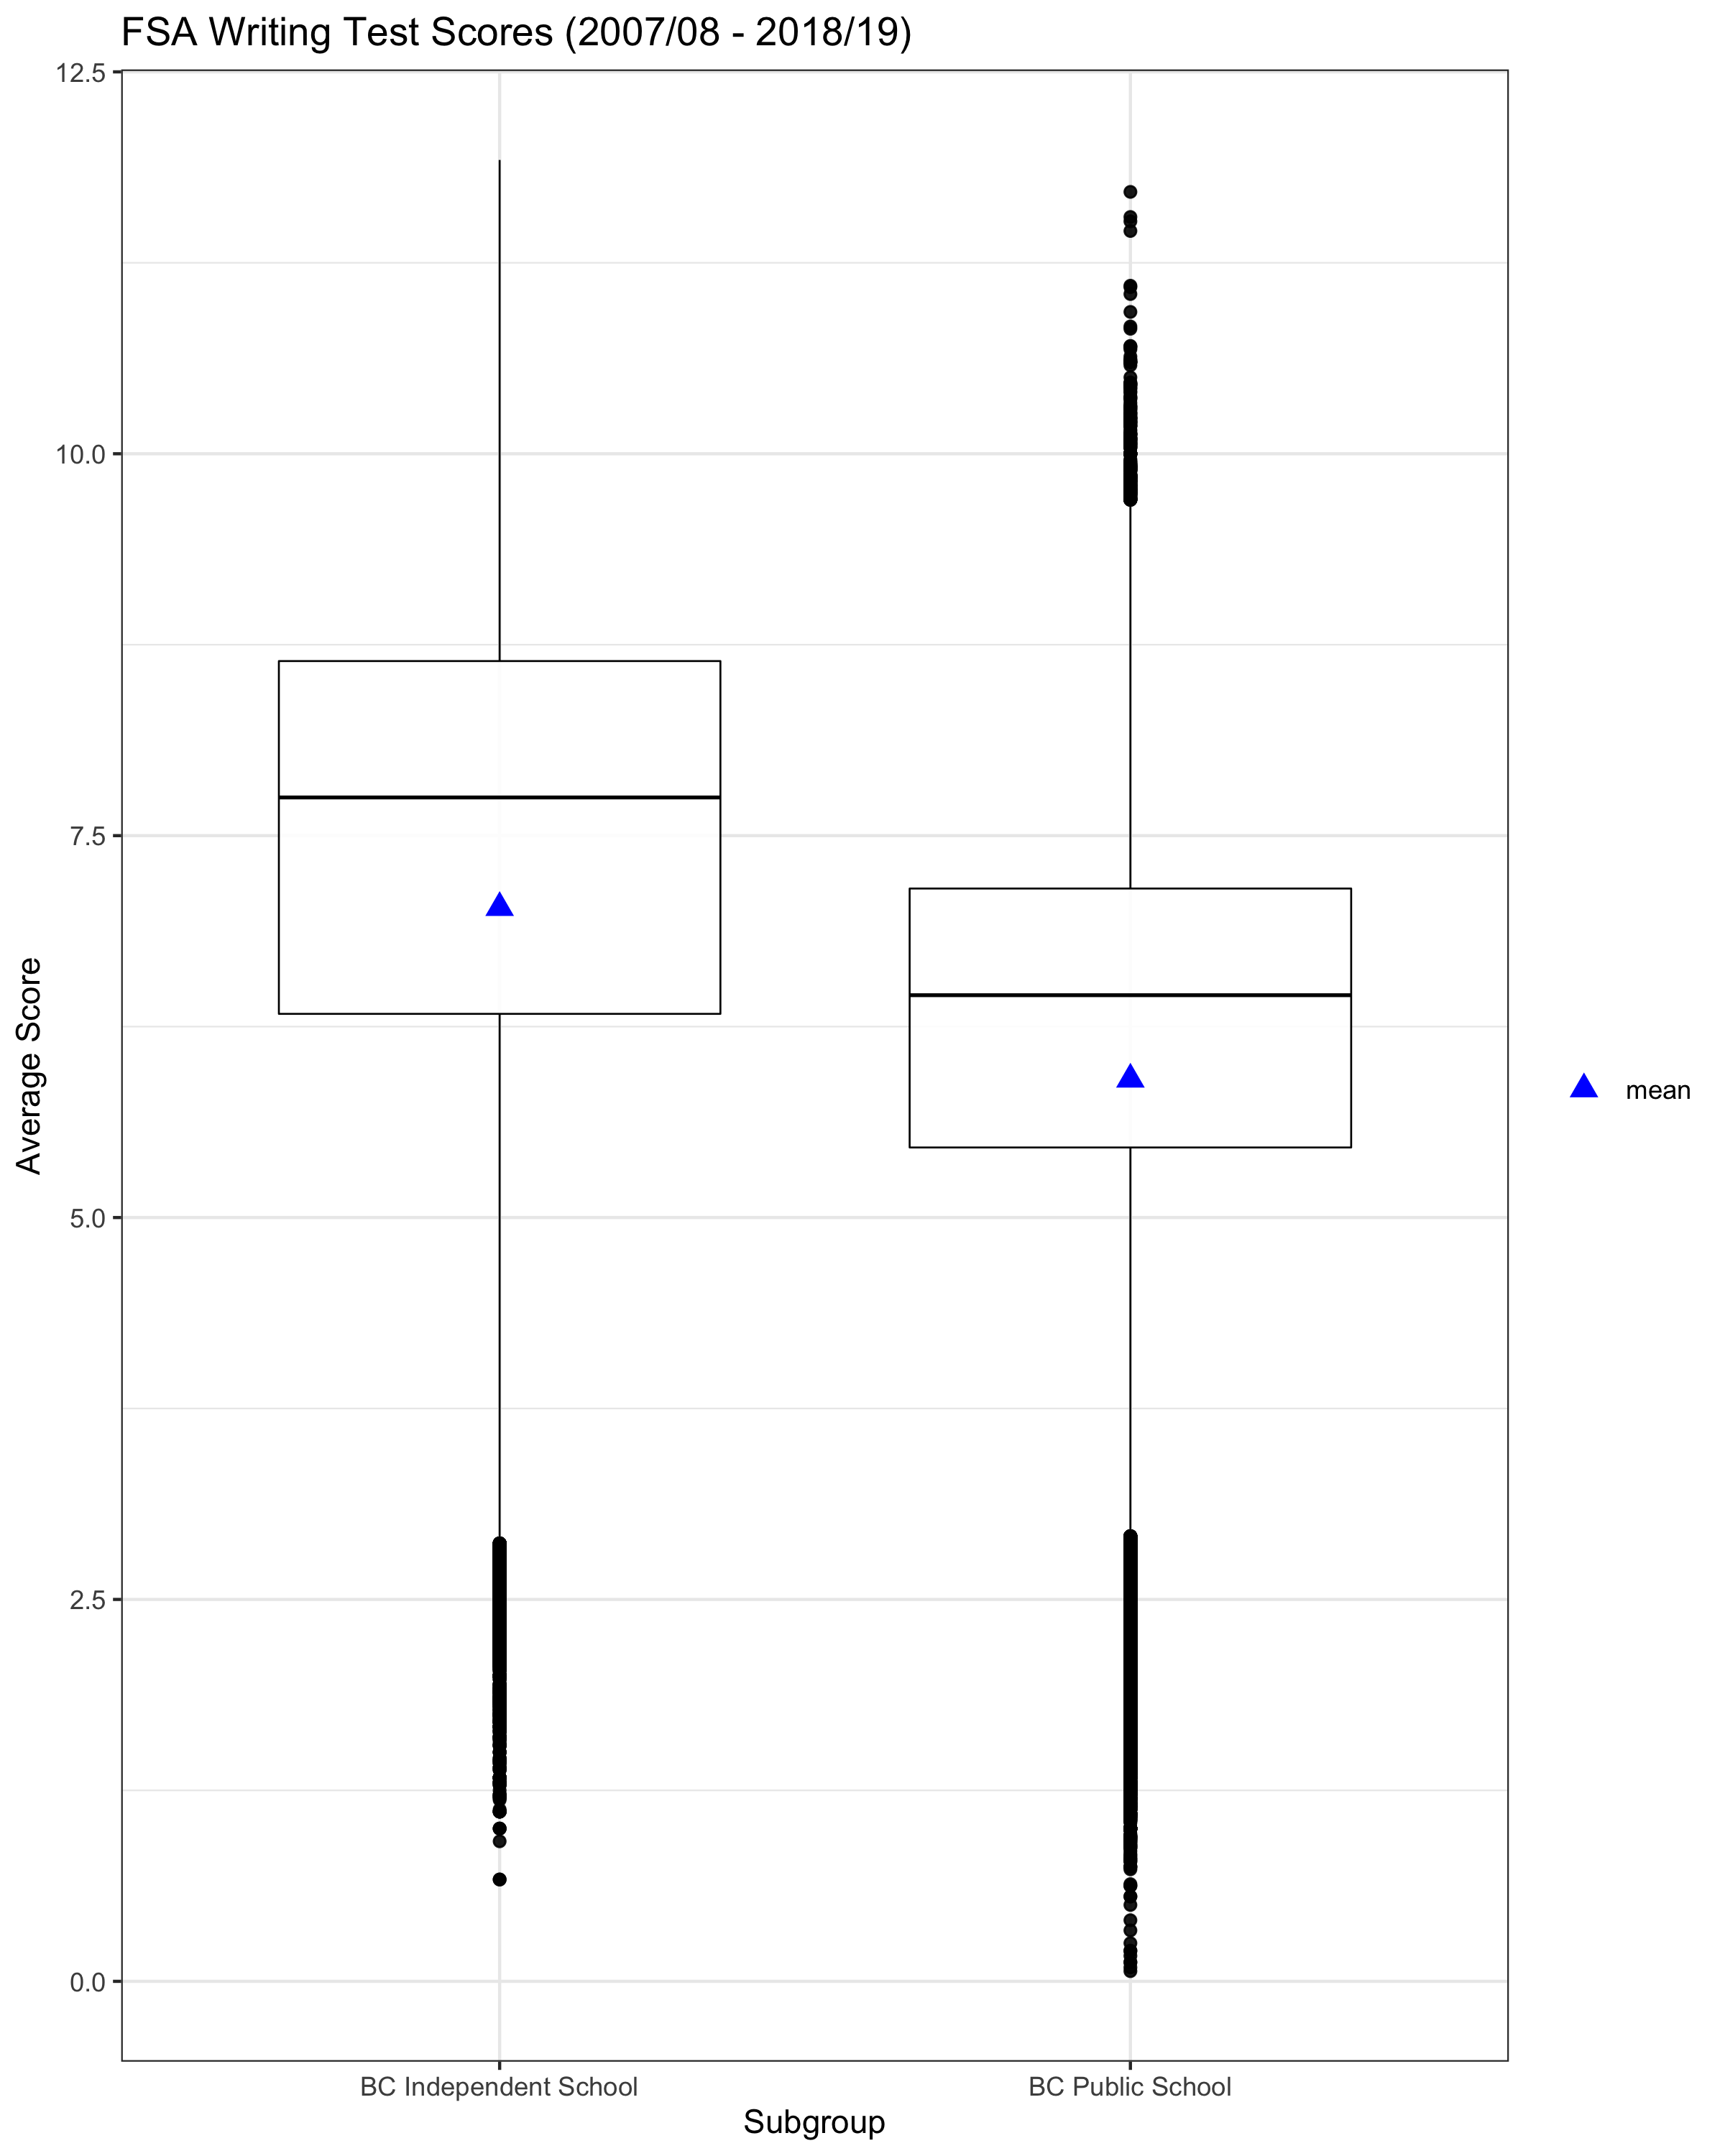 FSA Writing Test Scores (2007/08 - 2018/19)
12.5
10.0
7.5
5.0
2.5
0.0
Average Score
BC Independent School
BC Public School
Subgroup
mean